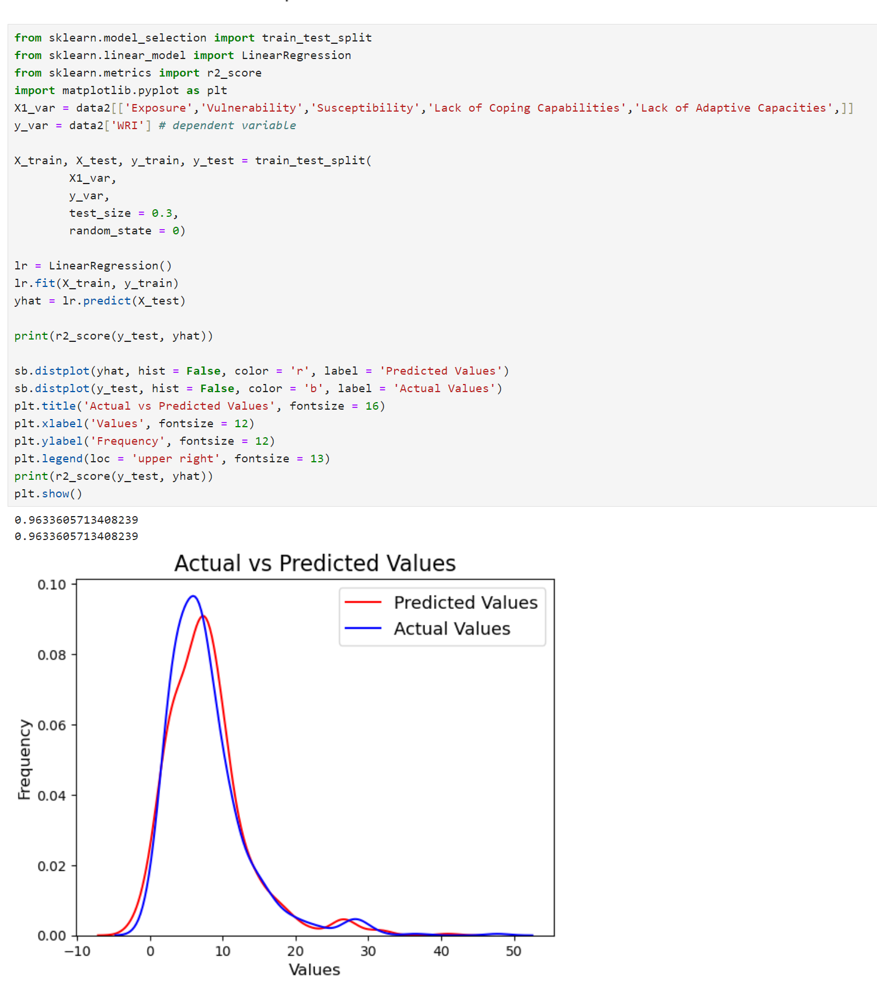 from sklearn.model_selection import train_test_split
from sklearn.linear_model import LinearRegression
from sklearn.metrics import r2_score
import matplotlib.pyplot as plt
X1_var = data2[['Exposure','Vulnerability','Susceptibility','Lack of Coping Capabilities','Lack of Adaptive Capacities',]]
y_var = data2['WRI'] # dependent variable
X_train, X_test, y_train, y_test = train_test_split(
X1_var,
y_var,
test_size = 0.3,
random_state = 0)
lr = LinearRegression()
lr.fit(X_train, y_train)
yhat = lr.predict(X_test)
print(r2_score(y_test, yhat))
sb.distplot(yhat, hist = False, color = 'r', label = 'Predicted Values')
sb.distplot(y_test, hist = False, color = 'b', label = 'Actual Values')
plt.title('Actual vs Predicted Values', fontsize = 16)
plt.xlabel('Values', fontsize = 12)
plt.ylabel('Frequency', fontsize = 12)
plt.legend(loc = 'upper right', fontsize = 13)
print(r2_score(y_test, yhat))
plt.show()
0.9633605713408239
0.9633605713408239
Actual vs Predicted Values
Predicted Values
Actual Values
0.10
0.08
0.06
0.04
0.02
0.00
Frequency
−10 0 10 20 30 40 50
Values